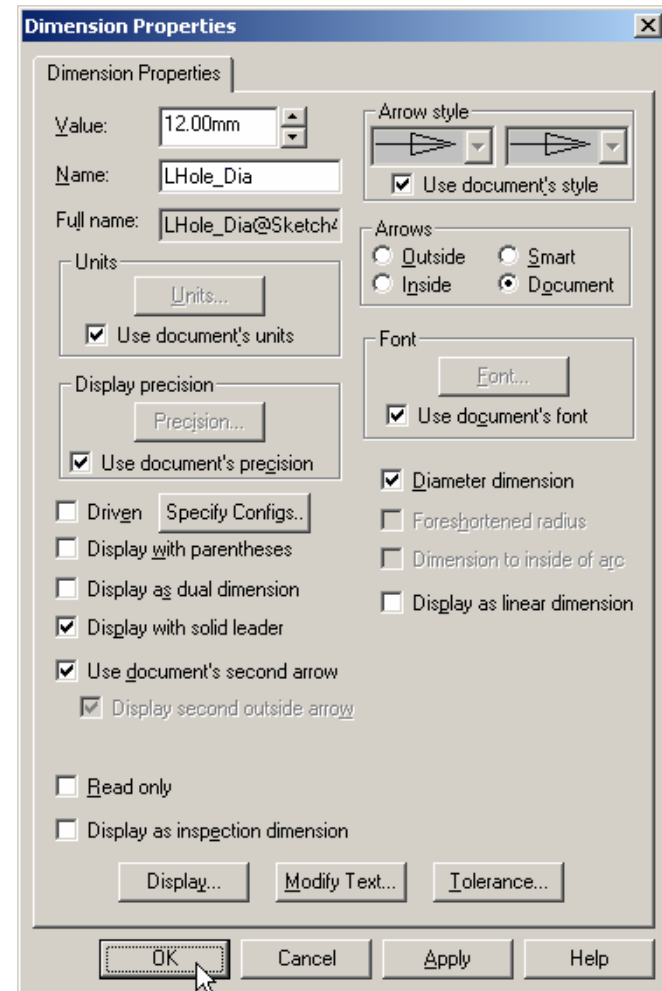 Dimension Properties
Dimension Properties
Value: 12.00mm
Name: LHole_Dia
Full name: LHole_Dia@Sketch4
Units
Units...
Use document's units
Display precision
Precision...
Use document's precision
Driven Specify Configs..
Display with parentheses
Display as dual dimension
Display with solid leader
Use document's second arrow
Display second outside arrow
Read only
Display as inspection dimension
Arrow style
Use document's style
Arrows
Outside Smart
Inside Document
Font
Font...
Use document's font
Diameter dimension
Foreshortened radius
Dimension to inside of arc
Display as linear dimension
Display... Modify Text... Tolerance...
OK Cancel Apply Help